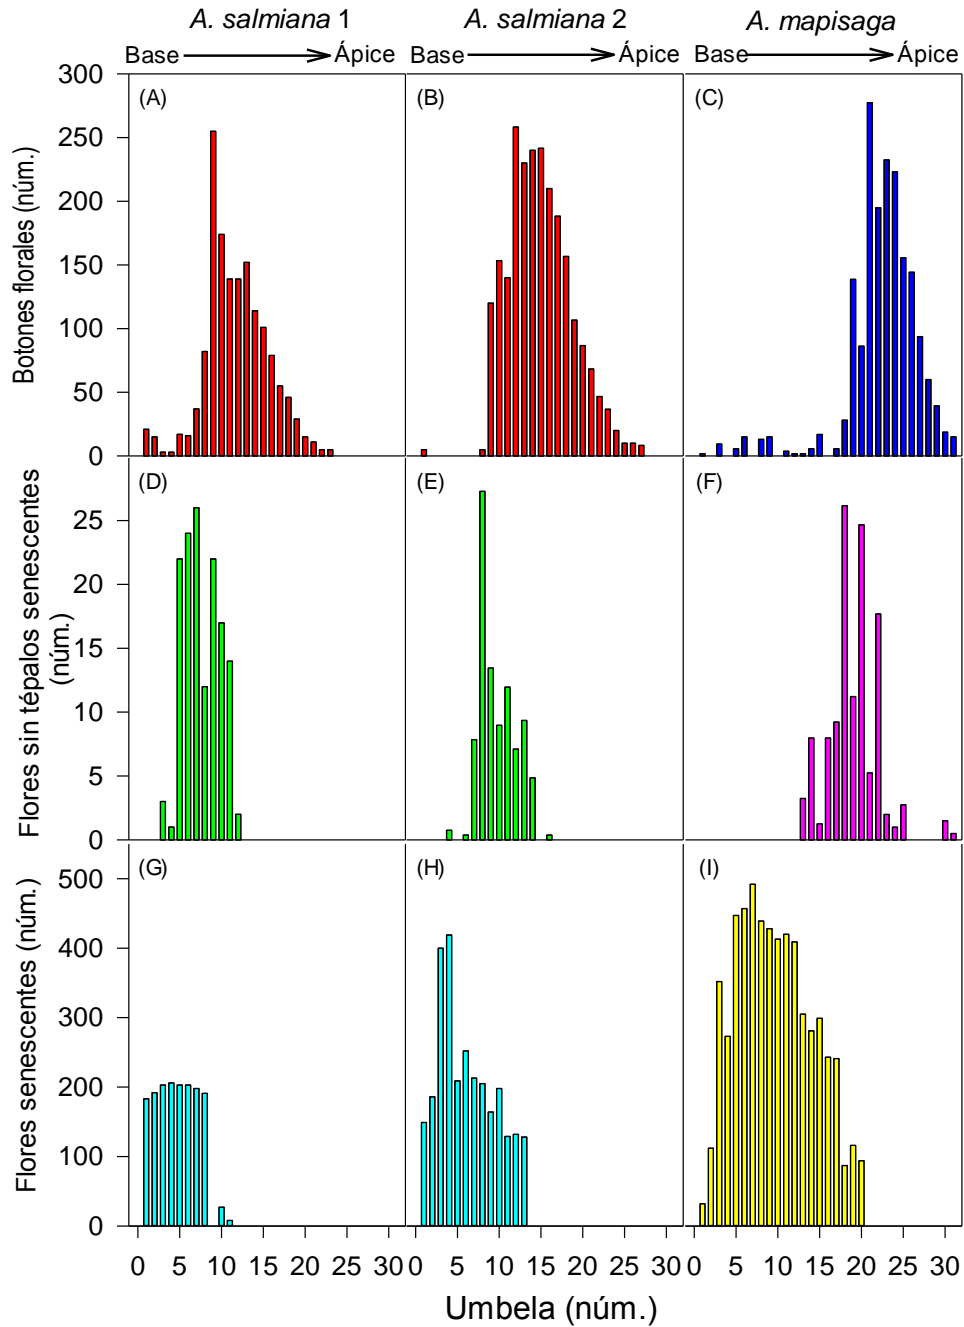 A. salmiana 1 A. salmiana 2 A. mapisaga
Base Ápice Base Ápice Base Ápice
Botones florales (núm.)
300
250
200
150
100
50
0
(A) (B) (C)
Flores sin tépalos senescentes
(núm.)
25
20
15
10
5
0
(D) (E) (F)
Flores senescentes (núm.)
500
400
300
200
100
0
(G) (H) (I)
0 5 10 15 20 25 30 0 5 10 15 20 25 30 0 5 10 15 20 25 30
Umbela (núm.)